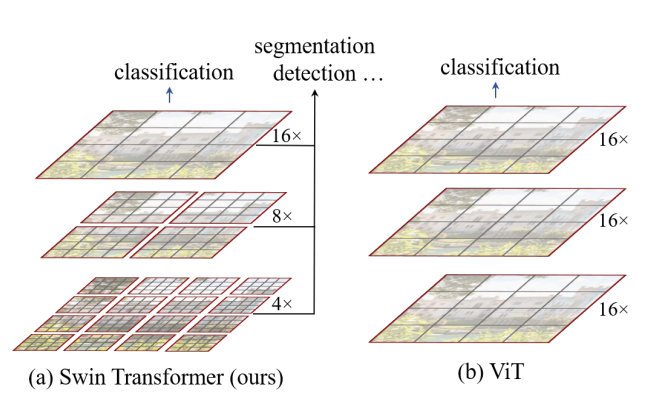 segmentation
detection ...
classification
16×
8×
4×
(a) Swin Transformer (ours)
classification
16×
16×
16×
(b) ViT